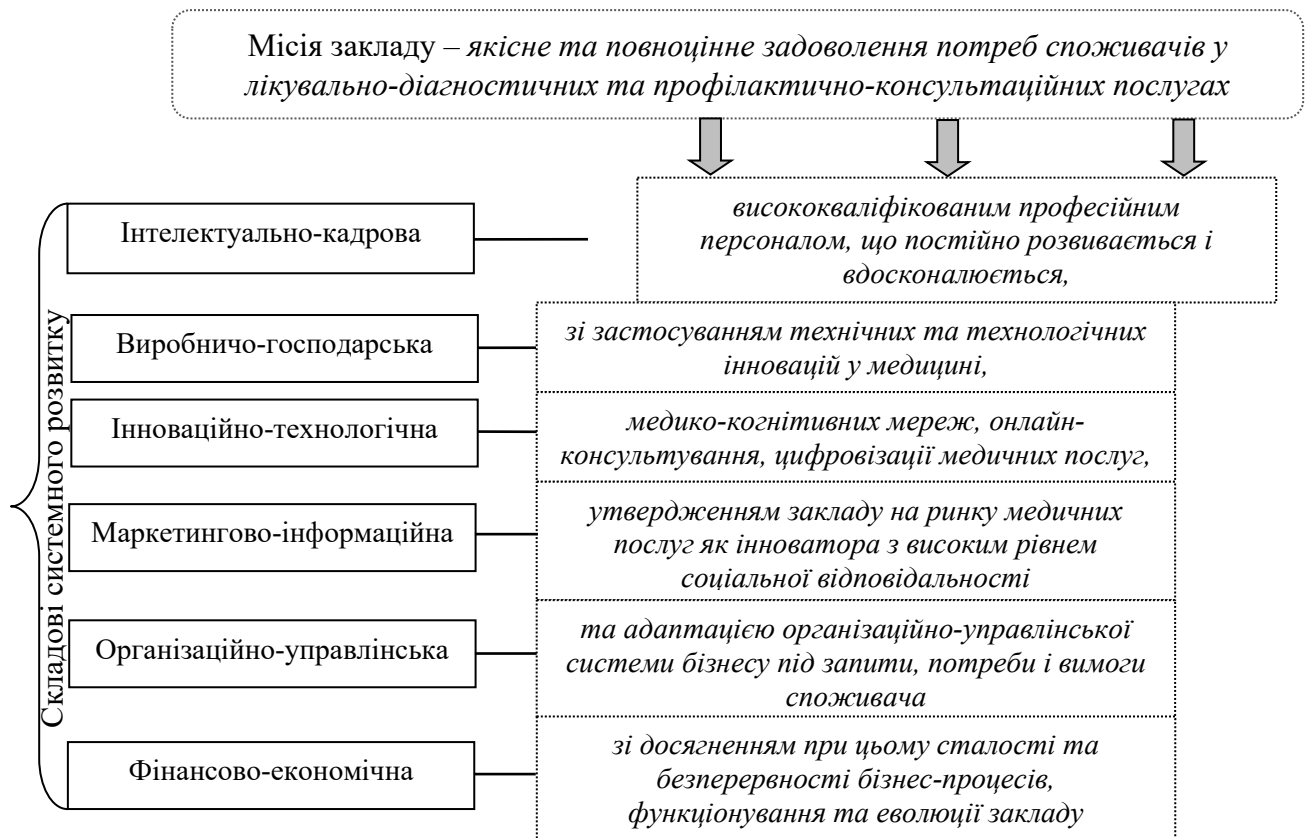 Місія закладу – якісне та повноцінне задоволення потреб споживачів у
лікувально-діагностичних та профілактично-консультаційних послугах
Складові системного розвитку
Інтелектуально-кадрова
висококваліфікованим професійним
персоналом, що постійно розвивається і
вдосконалюється,
Виробничо-господарська
зі застосуванням технічних та технологічних
інновацій у медицині,
Інноваційно-технологічна
медико-когнітивних мереж, онлайн-
консультування, цифровізації медичних послуг,
Маркетингово-інформаційна
утвердженням закладу на ринку медичних
послуг як інноватора з високим рівнем
соціальної відповідальності
Організаційно-управлінська
та адаптацією організаційно-управлінської
системи бізнесу під запити, потреби і вимоги
споживача
Фінансово-економічна
зі досягненням при цьому сталості та
безперервності бізнес-процесів,
функціонування та еволюції закладу